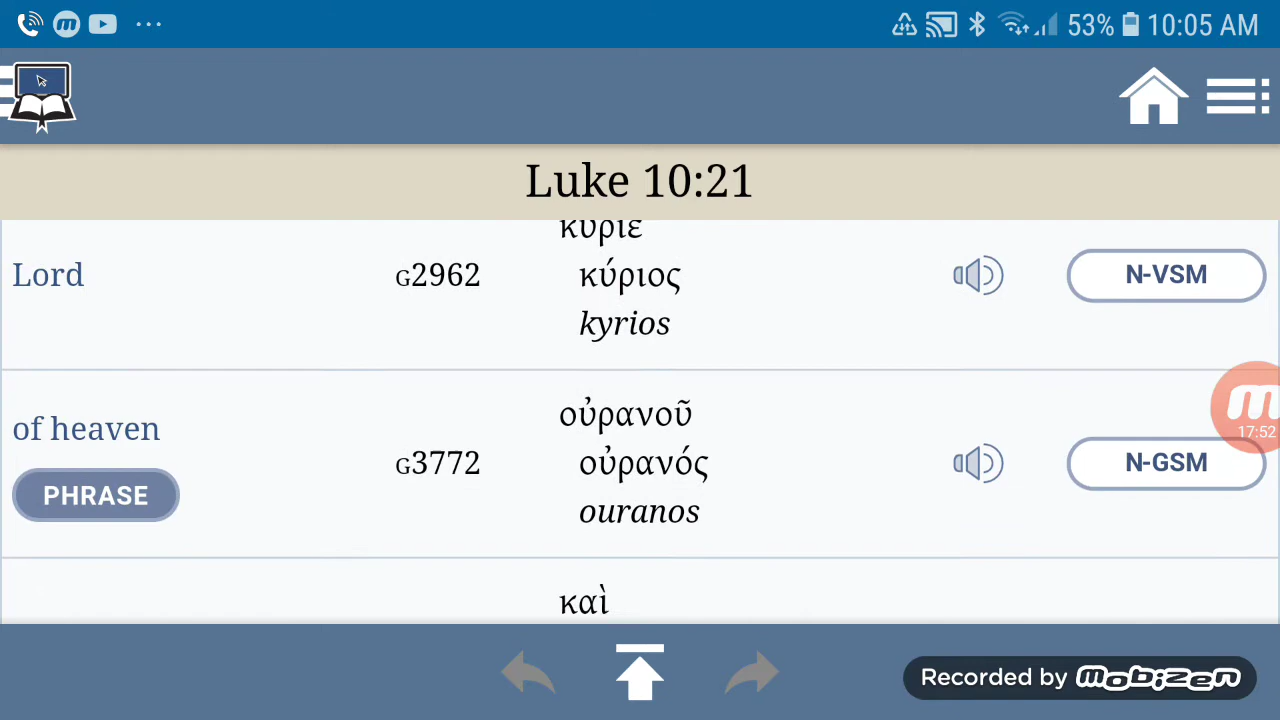 53% 10:05 AM
Luke 10:21
κύριε
Lord G2962 κύριος N-VSM
kyrios
οὐρανοῦ
of heaven
G3772 οὐρανός N-GSM
PHRASE
ouranos
17:52
καὶ
Recorded by mobizen